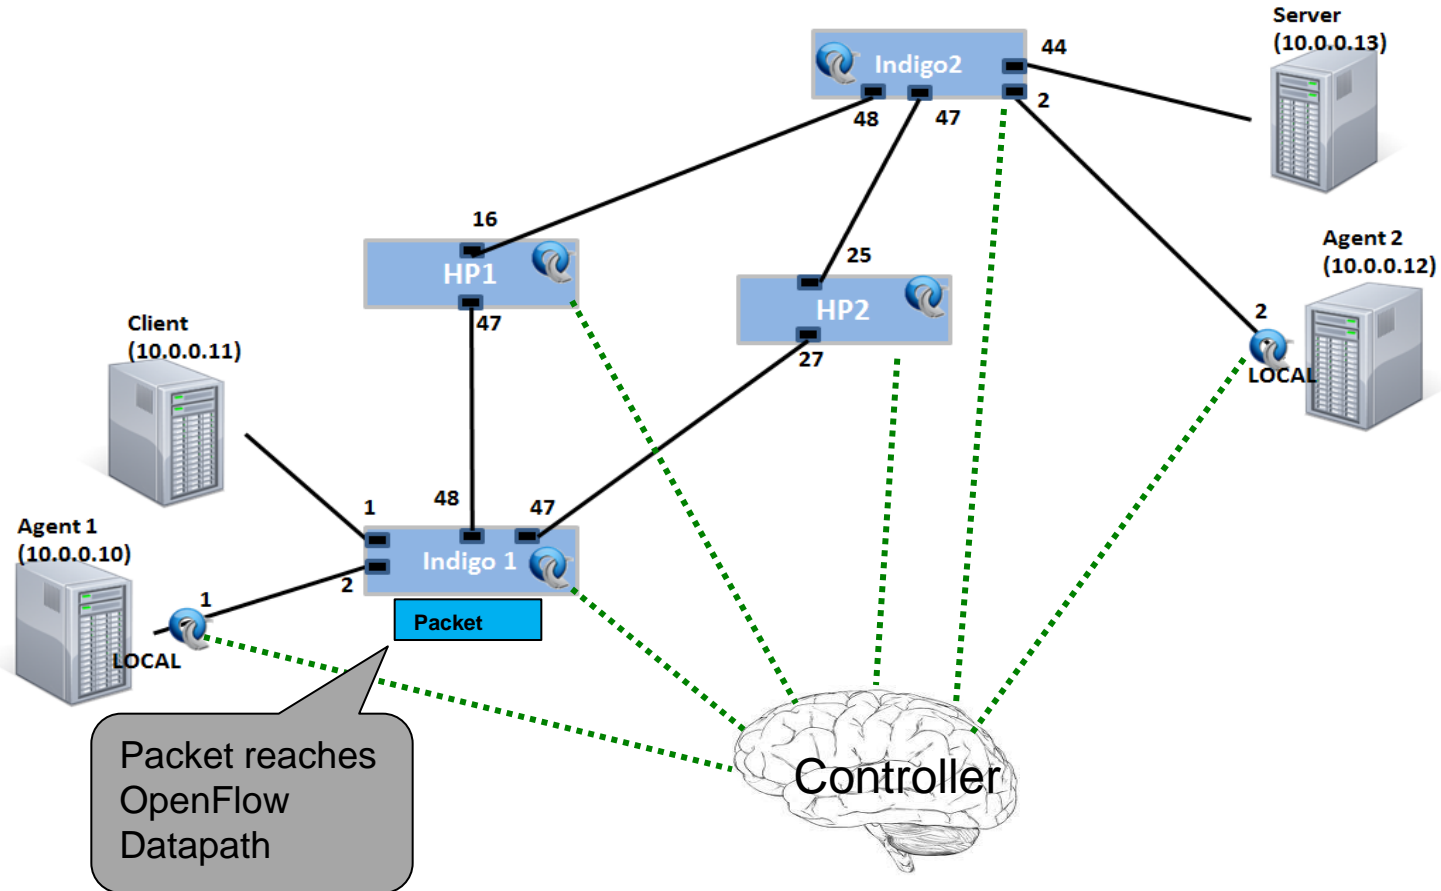 Server
(10.0.0.13)
44
Indigo2
2
48
47
16
HP1
47
25
HP2
27
Agent 2
(10.0.0.12)
2
LOCAL
Client
(10.0.0.11)
1
48
47
Agent 1
(10.0.0.10)
Indigo 1
2
1
LOCAL
Packet
Packet reaches
OpenFlow
Datapath
Controller